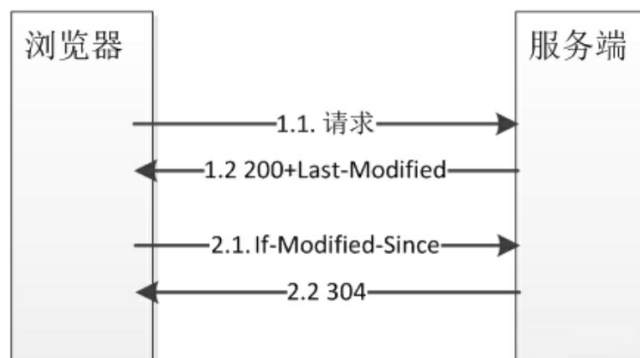 浏览器
服务端
1.1. 请求
1.2 200+Last-Modified
2.1. If-Modified-Since
2.2 304